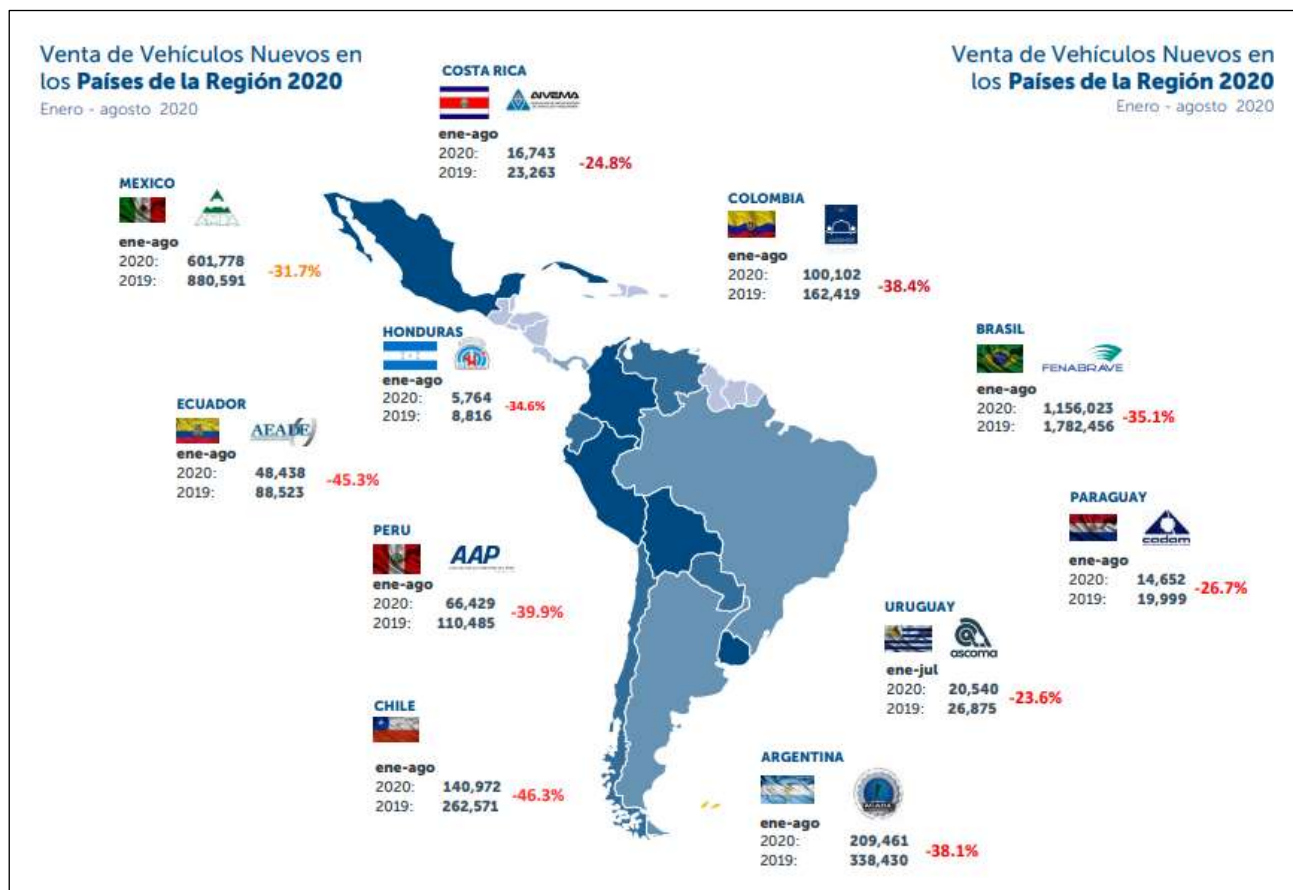 Venta de Vehículos Nuevos en
los Países de la Región 2020
Enero - agosto 2020
Venta de Vehículos Nuevos en
los Países de la Región 2020
Enero - agosto 2020
COSTA RICA
AIVEMA
ene-ago
2020: 16,743
2019: 23,263
-24.8%
MEXICO
AMDA
ene-ago
2020: 601,778
2019: 880,591
-31.7%
COLOMBIA
ene-ago
2020: 100,102
2019: 162,419
-38.4%
HONDURAS
ene-ago
2020: 5,764
2019: 8,816
-34.6%
BRASIL
FENABRAVE
ene-ago
2020: 1,156,023
2019: 1,782,456
-35.1%
ECUADOR
AEADE
ene-ago
2020: 48,438
2019: 88,523
-45.3%
PERU
AAP
ene-ago
2020: 66,429
2019: 110,485
-39.9%
PARAGUAY
cadam
ene-ago
2020: 14,652
2019: 19,999
-26.7%
URUGUAY
ascoma
ene-jul
2020: 20,540
2019: 26,875
-23.6%
CHILE
ene-ago
2020: 140,972
2019: 262,571
-46.3%
ARGENTINA
ACARA
ene-ago
2020: 209,461
2019: 338,430
-38.1%